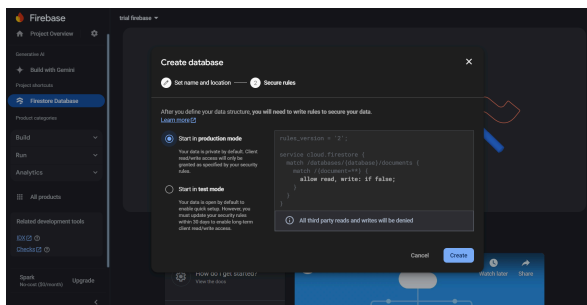 Firebase
Project Overview
Generative AI
Build with Gemini
Project shortcuts
Firestore Database
Product categories
Build
Run
Analytics
All products
Related development tools
IDX
Checks
Spark
No-cost ($0/month)
Upgrade
trial firebase
Create database
Set name and location
2 Secure rules
After you define your data structure, you will need to write rules to secure your data.
Learn more
Start in production mode
Your data is private by default. Client
read/write access will only be
granted as specified by your security
rules.
Start in test mode
Your data is open by default to
enable quick setup. However, you
must update your security rules
within 30 days to enable long-term
client read/write access.
rules_version = '2';
service cloud.firestore {
match /databases/{database}/documents {
match /{document=**} {
allow read, write: if false;
}
}
}
All third party reads and writes will be denied
Cancel
Create
How do I get started?
View the docs
Watch later
Share